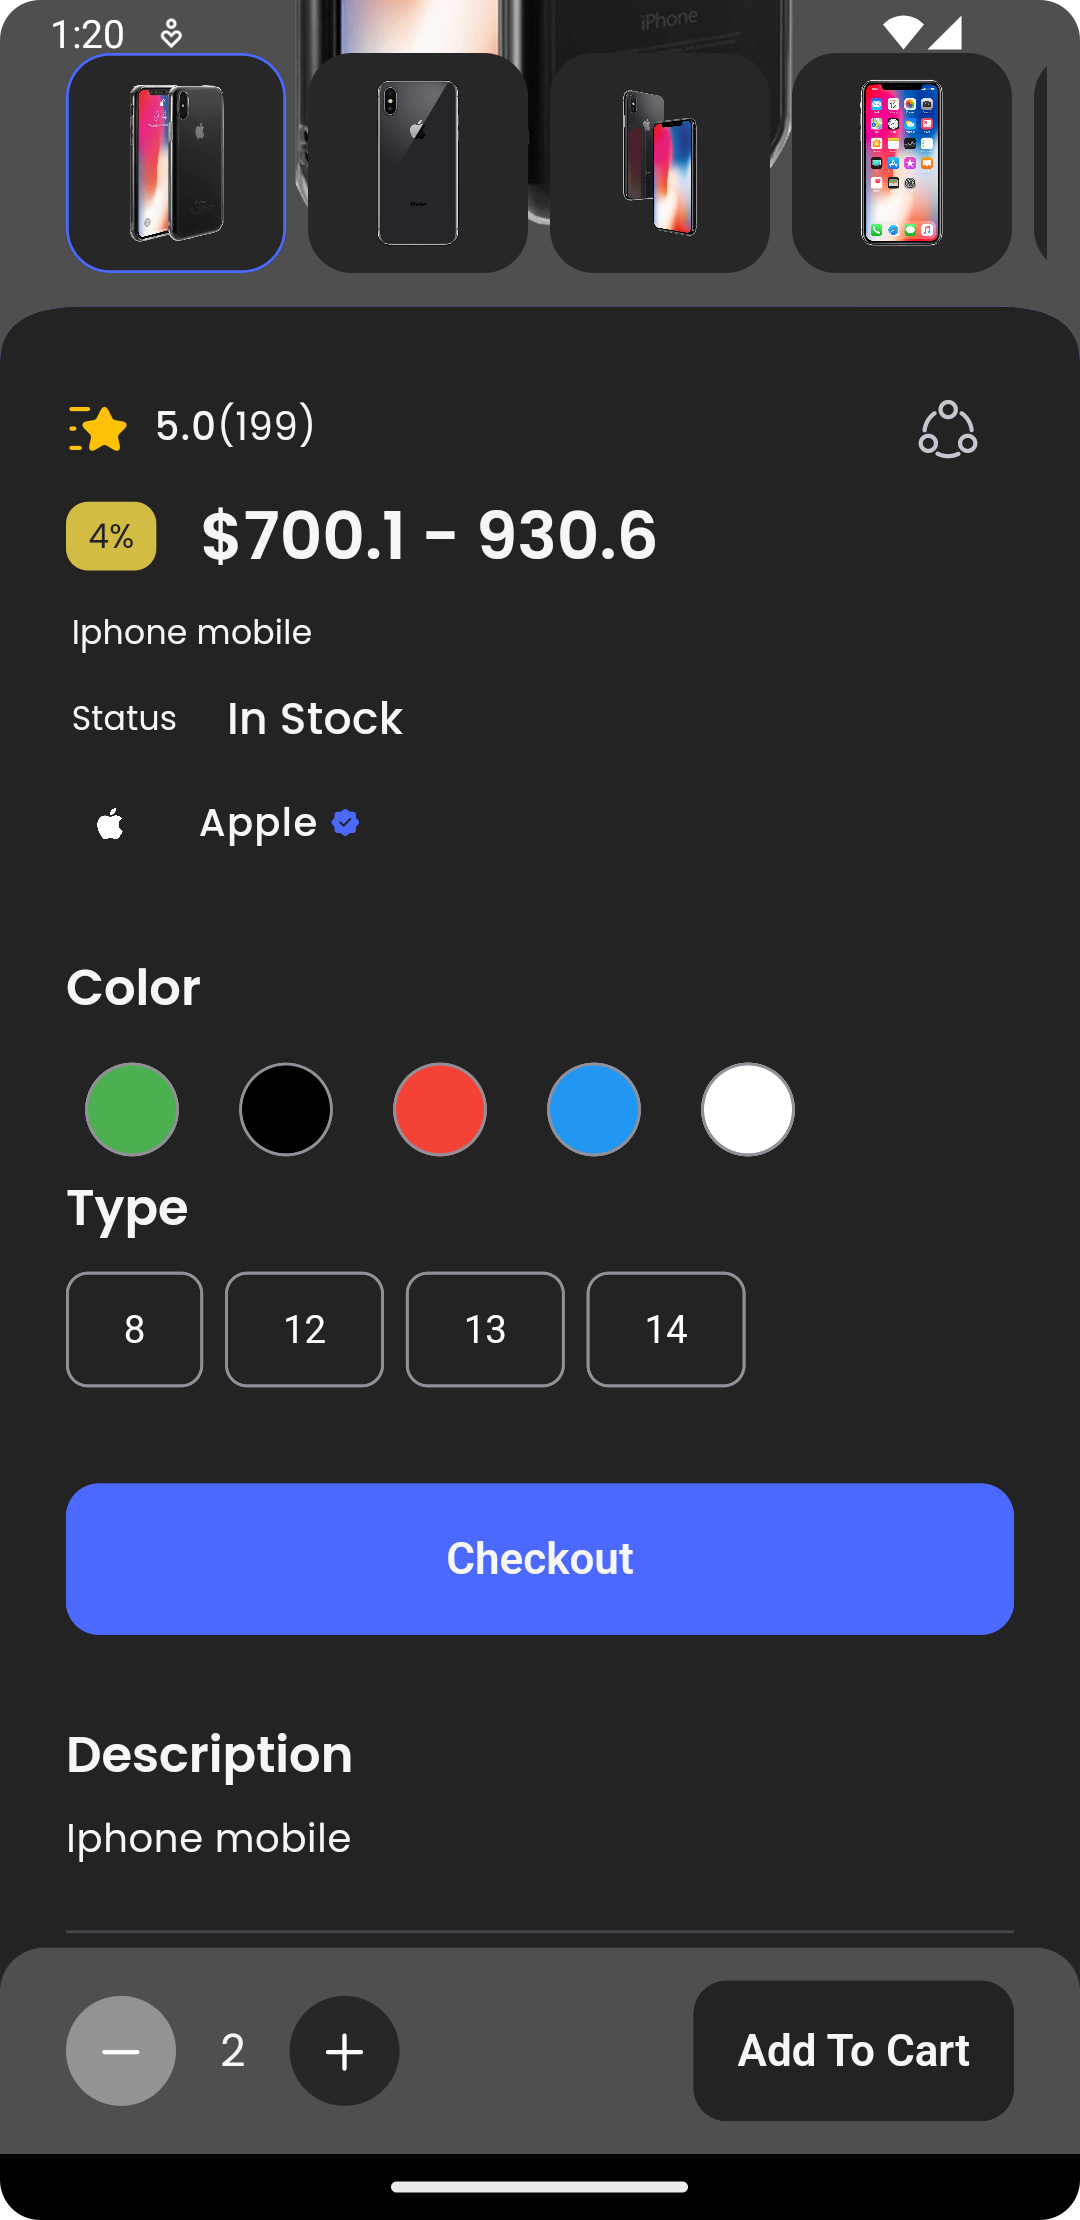 1:20
iPhone
5.0(199)
4%
$700.1 - 930.6
Iphone mobile
Status In Stock
Apple
Color
Type
8 12 13 14
Checkout
Description
Iphone mobile
2
Add To Cart